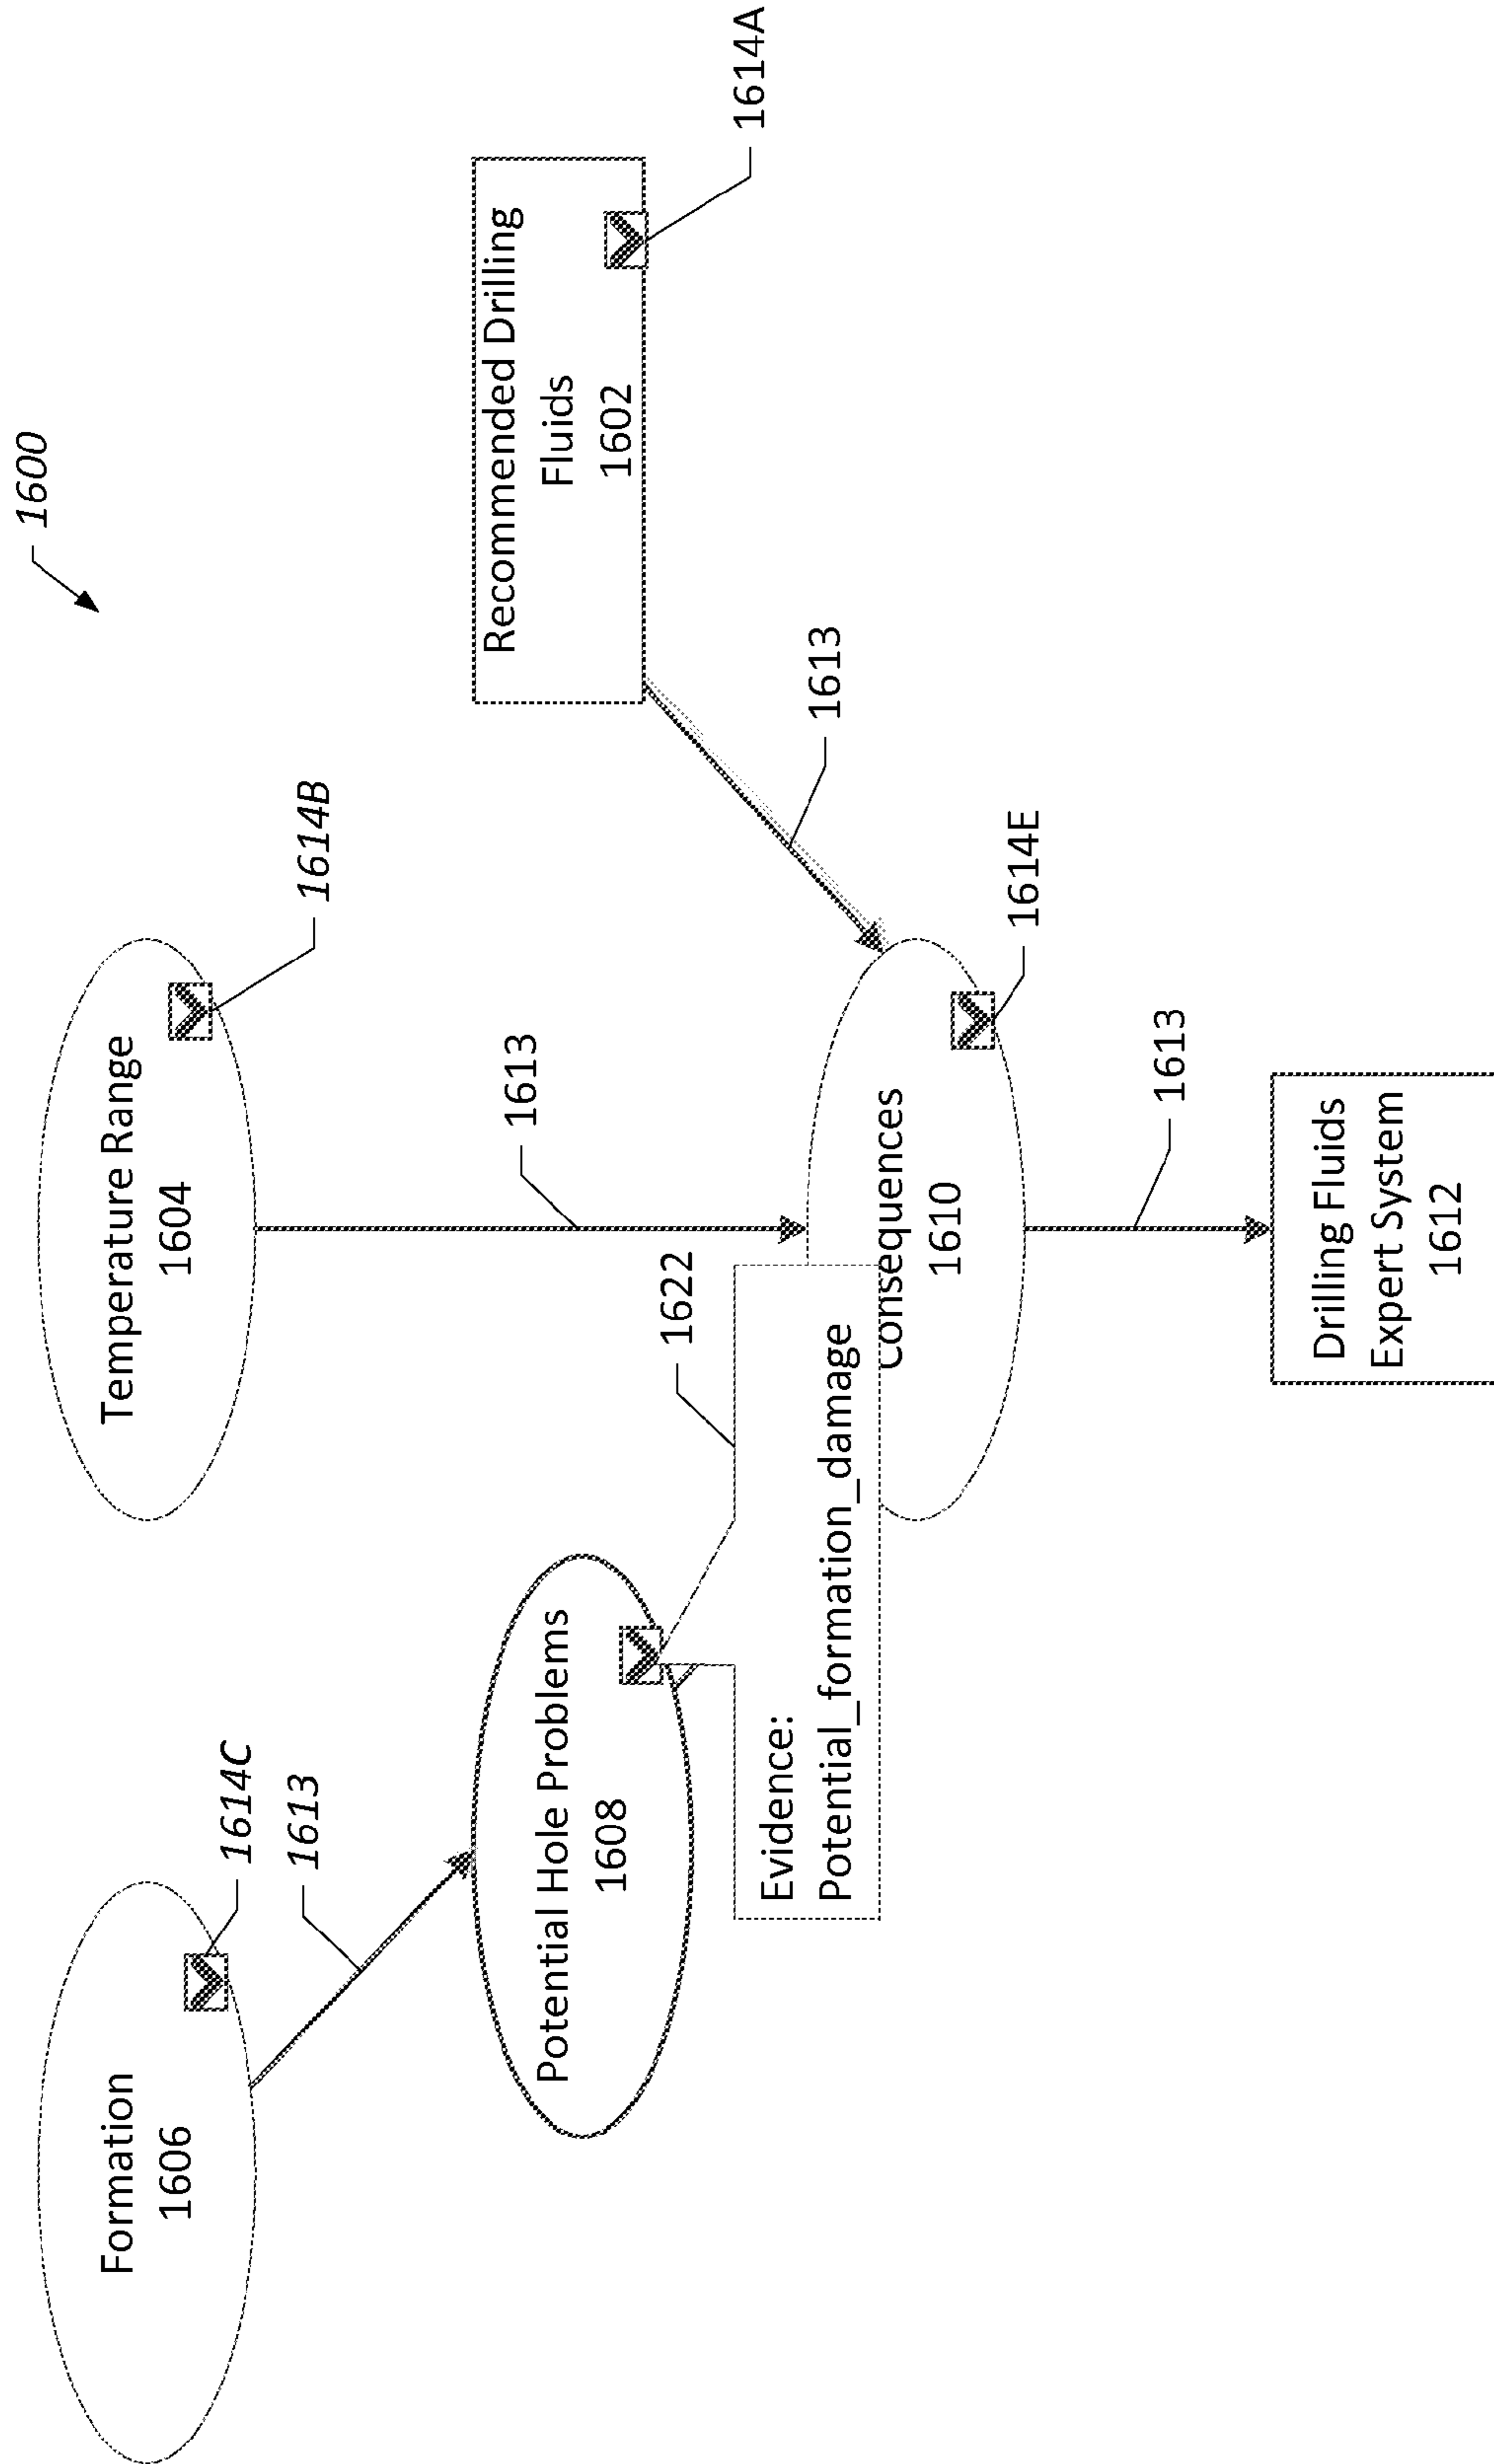 1600
Formation
1606
1614C
1613
Temperature Range
1604
1614B
1613
Potential Hole Problems
1608
Recommended Drilling
Fluids
1602
1614A
1622
1613
Evidence:
Potential_formation_damage
Consequences
1610
1614E
1613
Drilling Fluids
Expert System
1612